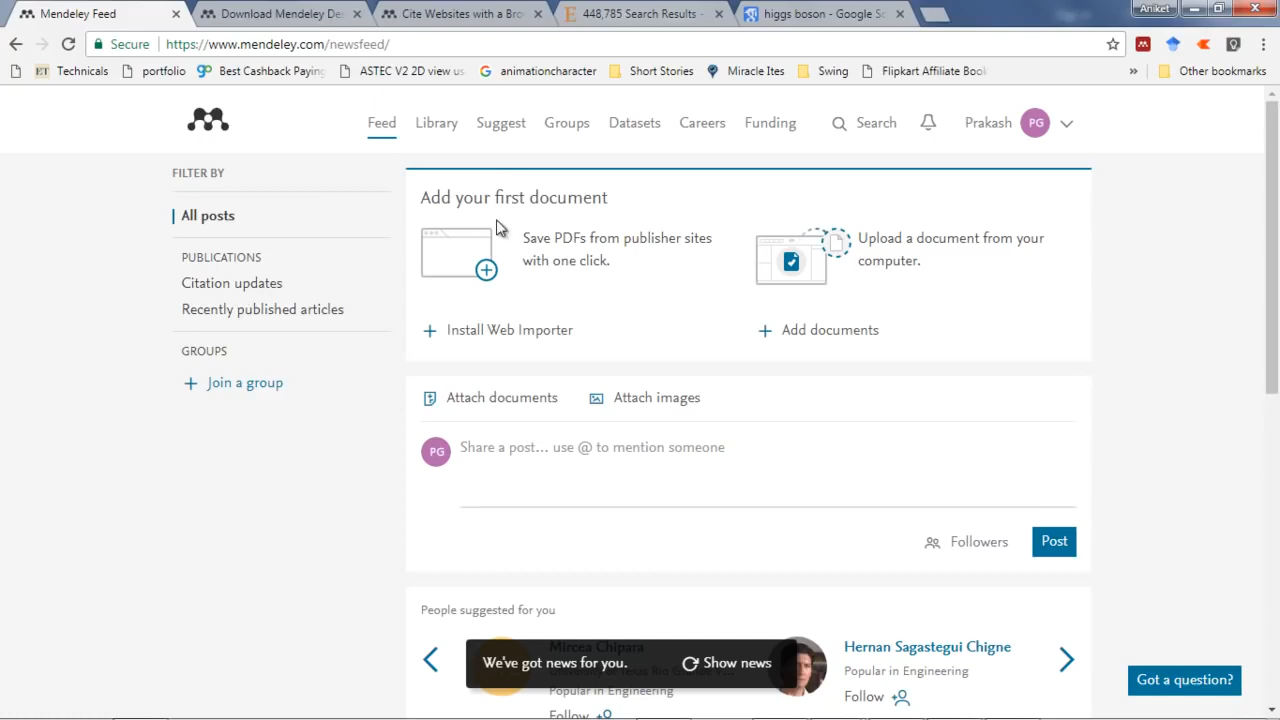 Mendeley Feed
Download Mendeley De
Cite Websites with a Bro
448,785 Search Results -
higgs boson - Google Sc
Aniket
Secure
https://www.mendeley.com/newsfeed/
ET Technicals
portfolio
Best Cashback Paying
ASTEC V2 2D view us
animationcharacter
Short Stories
Miracle Ites
Swing
Flipkart Affiliate Book
»
Other bookmarks
Feed
Library
Suggest
Groups
Datasets
Careers
Funding
Search
Prakash
PG
FILTER BY
All posts
PUBLICATIONS
Citation updates
Recently published articles
GROUPS
+ Join a group
Add your first document
Save PDFs from publisher sites
with one click.
+ Install Web Importer
Upload a document from your
computer.
+ Add documents
Attach documents
Attach images
PG
Share a post... use @ to mention someone
Followers
Post
People suggested for you
Mircea Chipara
Popular in Engineering
Follow
Hernan Sagastegui Chigne
Popular in Engineering
Follow
We've got news for you.
Show news
Got a question?